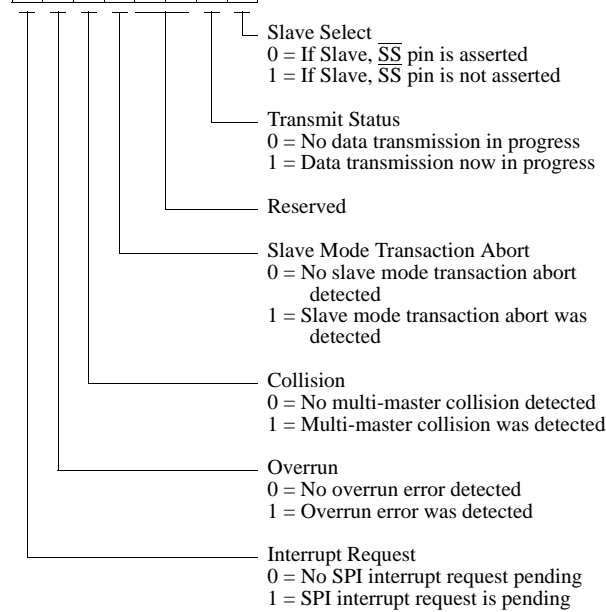 Slave Select
0 = If Slave, SS pin is asserted
1 = If Slave, SS pin is not asserted
Transmit Status
0 = No data transmission in progress
1 = Data transmission now in progress
Reserved
Slave Mode Transaction Abort
0 = No slave mode transaction abort
detected
1 = Slave mode transaction abort was
detected
Collision
0 = No multi-master collision detected
1 = Multi-master collision was detected
Overrun
0 = No overrun error detected
1 = Overrun error was detected
Interrupt Request
0 = No SPI interrupt request pending
1 = SPI interrupt request is pending